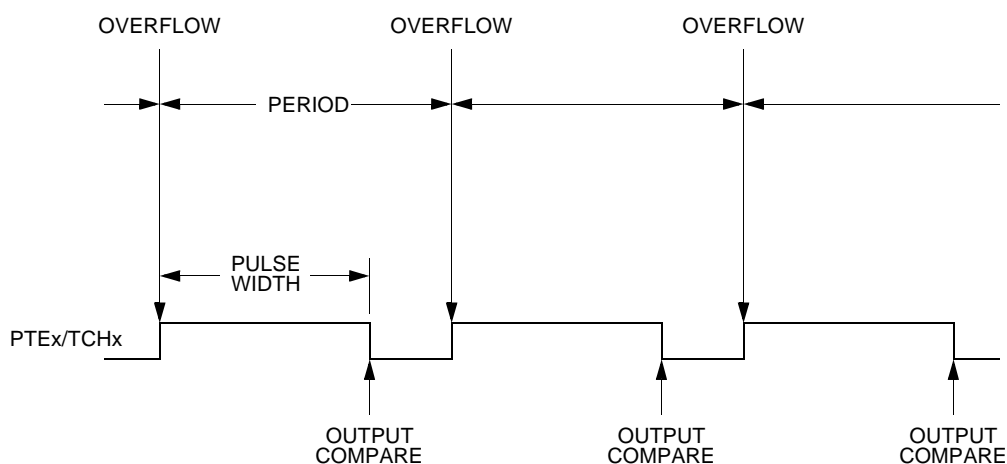 OVERFLOW
OVERFLOW
OVERFLOW
PERIOD
PULSE
WIDTH
PTEx/TCHx
OUTPUT
COMPARE
OUTPUT
COMPARE
OUTPUT
COMPARE